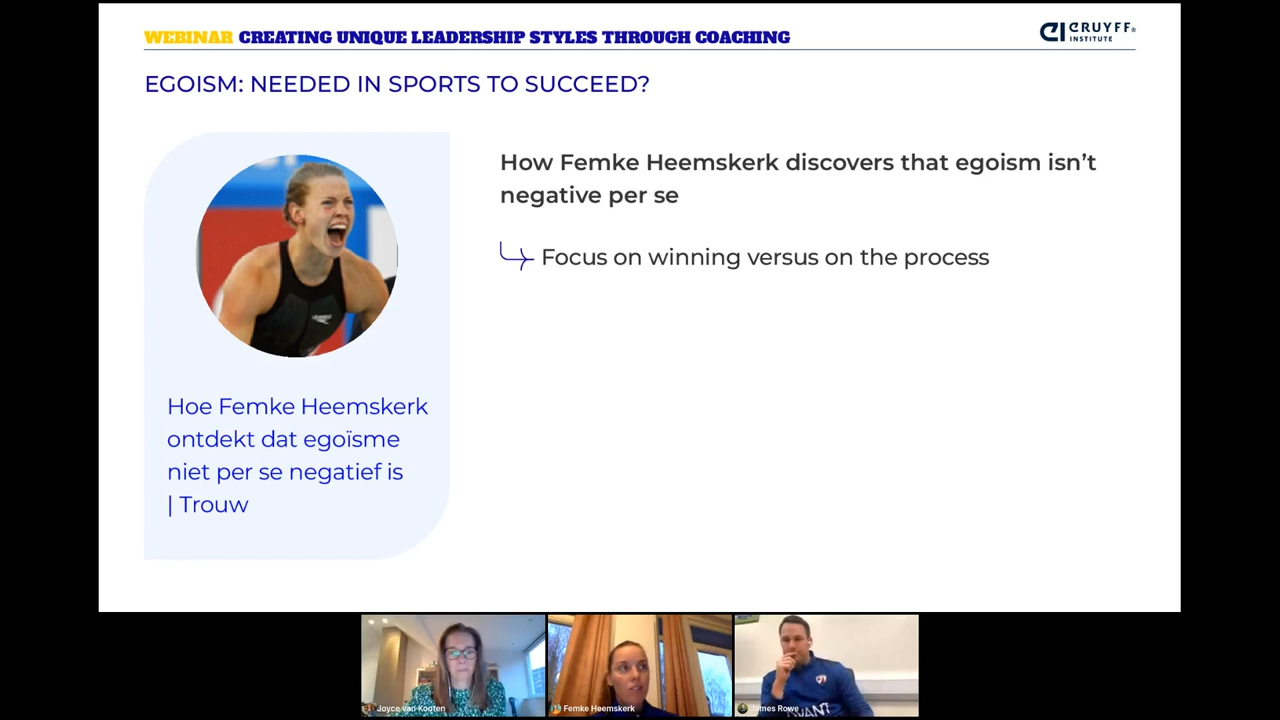 WEBINAR CREATING UNIQUE LEADERSHIP STYLES THROUGH COACHING
CRUYFF®
INSTITUTE
EGOISM: NEEDED IN SPORTS TO SUCCEED?
How Femke Heemskerk discovers that egoism isn't
negative per se
Focus on winning versus on the process
Hoe Femke Heemskerk
ontdekt dat egoïsme
niet per se negatief is
| Trouw
Joyce van Kooten
Femke Heemskerk
James Rowe